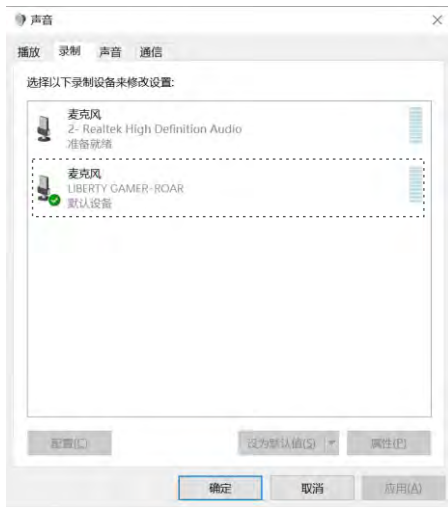 声音
播放 录制 声音 通信
选择以下录制设备来修改设置:
麦克风
2- Realtek High Definition Audio
准备就绪
麦克风
LIBERTY GAMER-ROAR
默认设备
配置(C) 设为默认值(S) 属性(P)
确定 取消 应用(A)